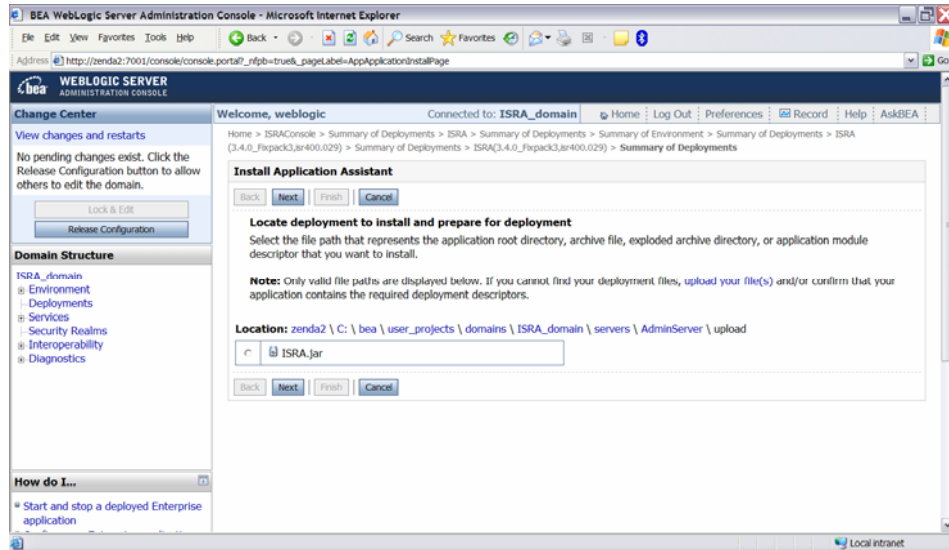 BEA WebLogic Server Administration Console - Microsoft Internet Explorer
File Edit View Favorites Tools Help
Back Search Favorites
Address http://zenda2:7001/console/console.portal?_nfpb=true&_pageLabel=AppApplicationInstallPage Go
bea WEBLOGIC SERVER
ADMINISTRATION CONSOLE
Change Center
View changes and restarts
No pending changes exist. Click the
Release Configuration button to allow
others to edit the domain.
Lock & Edit
Release Configuration
Domain Structure
ISRA_domain
Environment
Deployments
Services
Security Realms
Interoperability
Diagnostics
How do I...
Start and stop a deployed Enterprise
application
Welcome, weblogic Connected to: ISRA_domain Home Log Out Preferences Record Help AskBEA
Home > ISRAConsole > Summary of Deployments > ISRA > Summary of Deployments > Summary of Environment > Summary of Deployments > ISRA
(3.4.0_Fixpack3,isr400.029) > Summary of Deployments > ISRA(3.4.0_Fixpack3,isr400.029) > Summary of Deployments
Install Application Assistant
Back Next Finish Cancel
Locate deployment to install and prepare for deployment
Select the file path that represents the application root directory, archive file, exploded archive directory, or application module
descriptor that you want to install.
Note: Only valid file paths are displayed below. If you cannot find your deployment files, upload your file(s) and/or confirm that your
application contains the required deployment descriptors.
Location: zenda2 \ C: \ bea \ user_projects \ domains \ ISRA_domain \ servers \ AdminServer \ upload
ISRA.jar
Back Next Finish Cancel
Local intranet